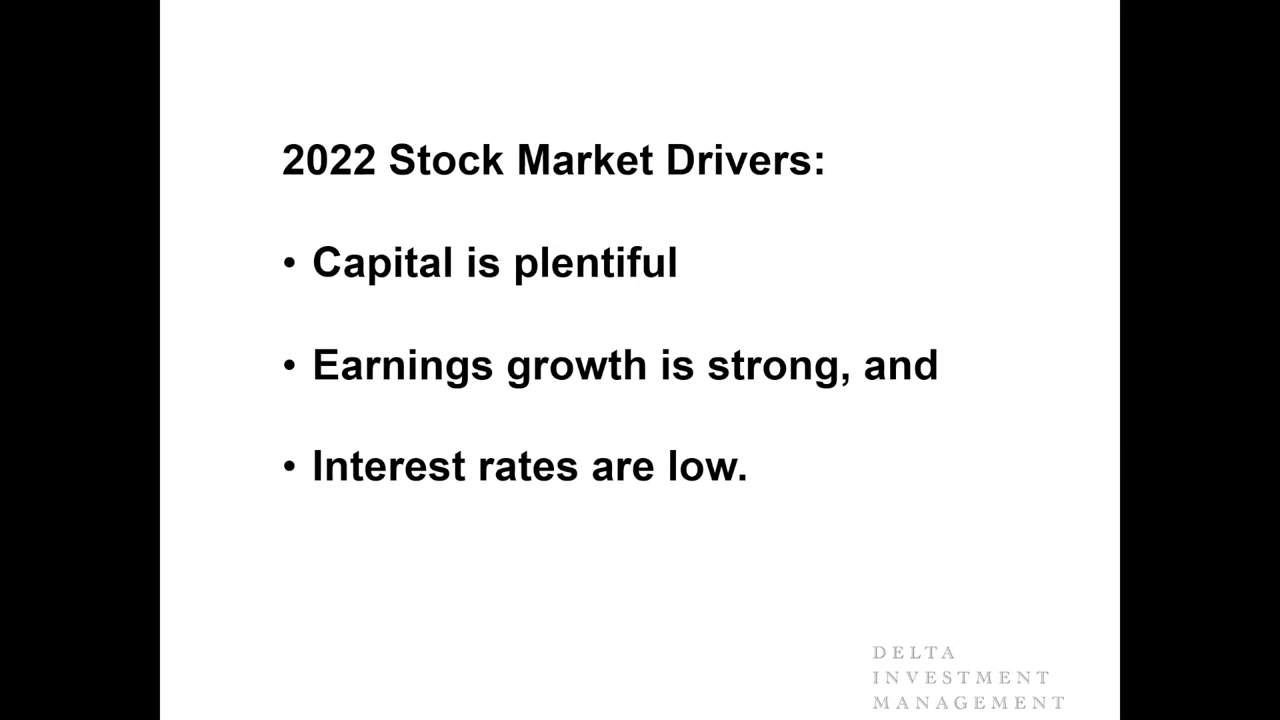 2022 Stock Market Drivers:
• Capital is plentiful
• Earnings growth is strong, and
• Interest rates are low.
DELTA
INVESTMENT
MANAGEMENT